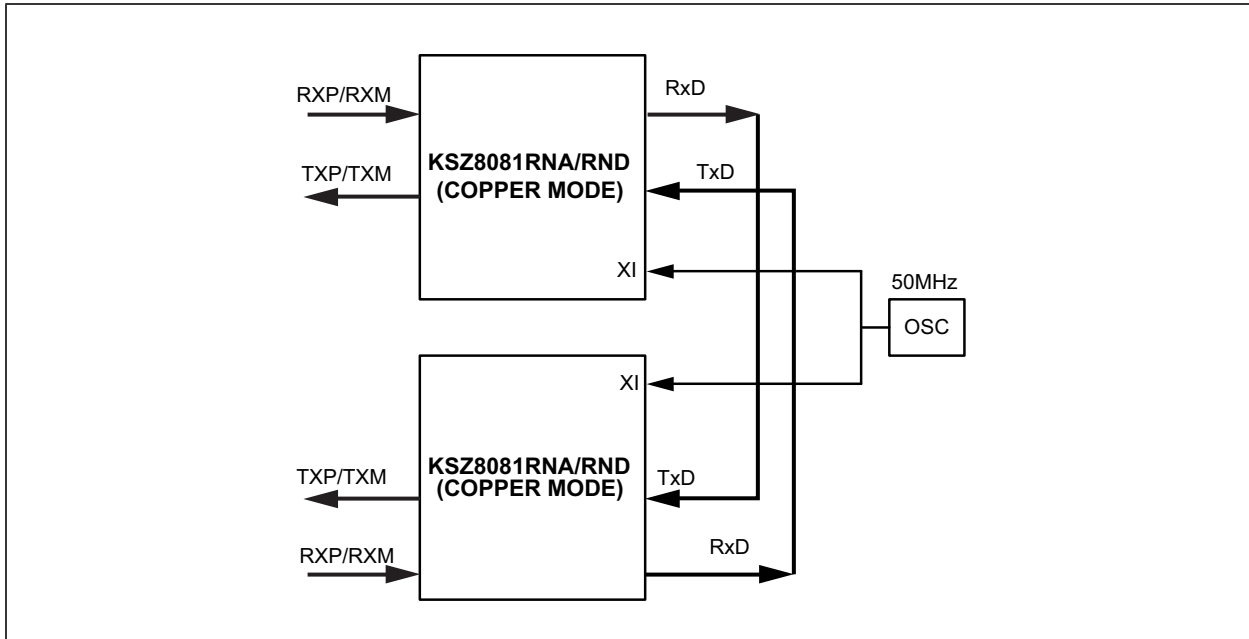 RXP/RXM
RxD
KSZ8081RNA/RND
(COPPER MODE)
TXP/TXM
TxD
XI
50MHz
OSC
XI
KSZ8081RNA/RND
(COPPER MODE)
TXP/TXM
TxD
RXP/RXM
RxD